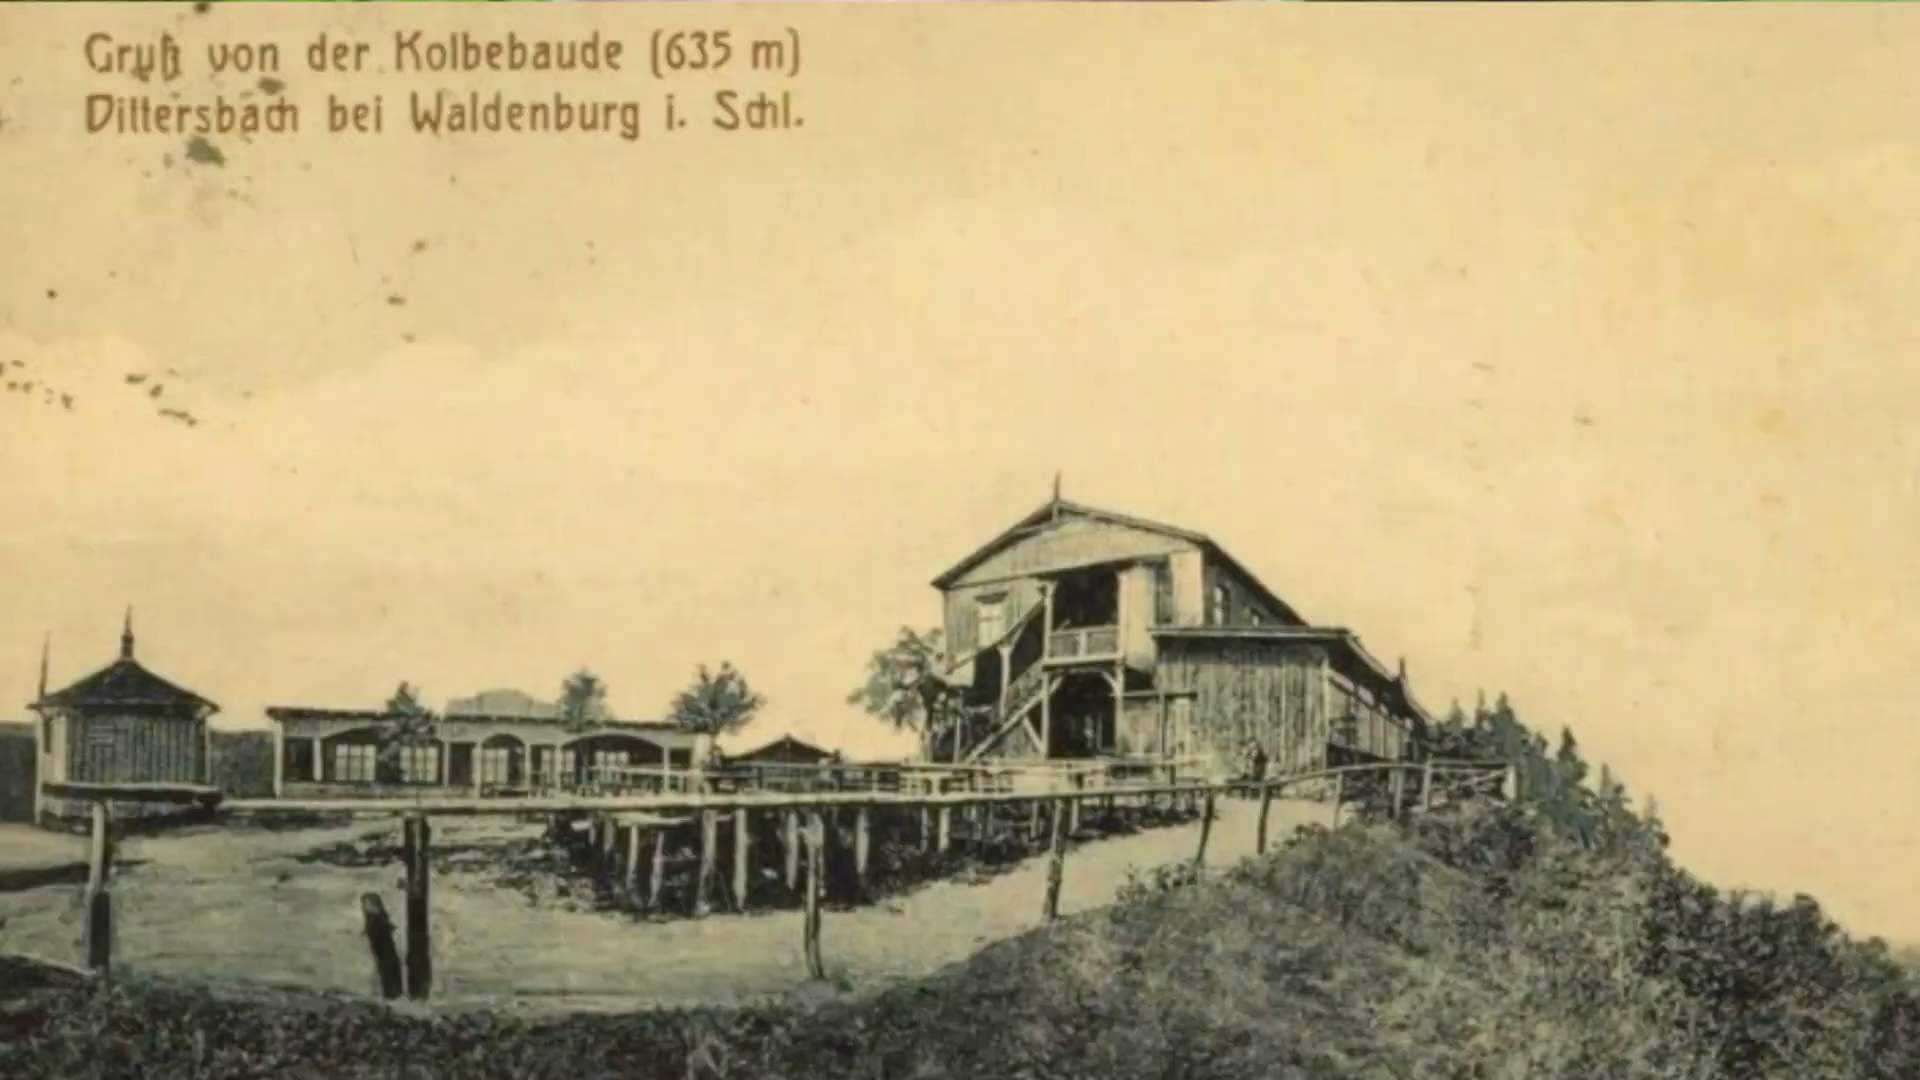 Gruß von der Kolbebaude (635 m)
Dittersbach bei Waldenburg i. Schl.